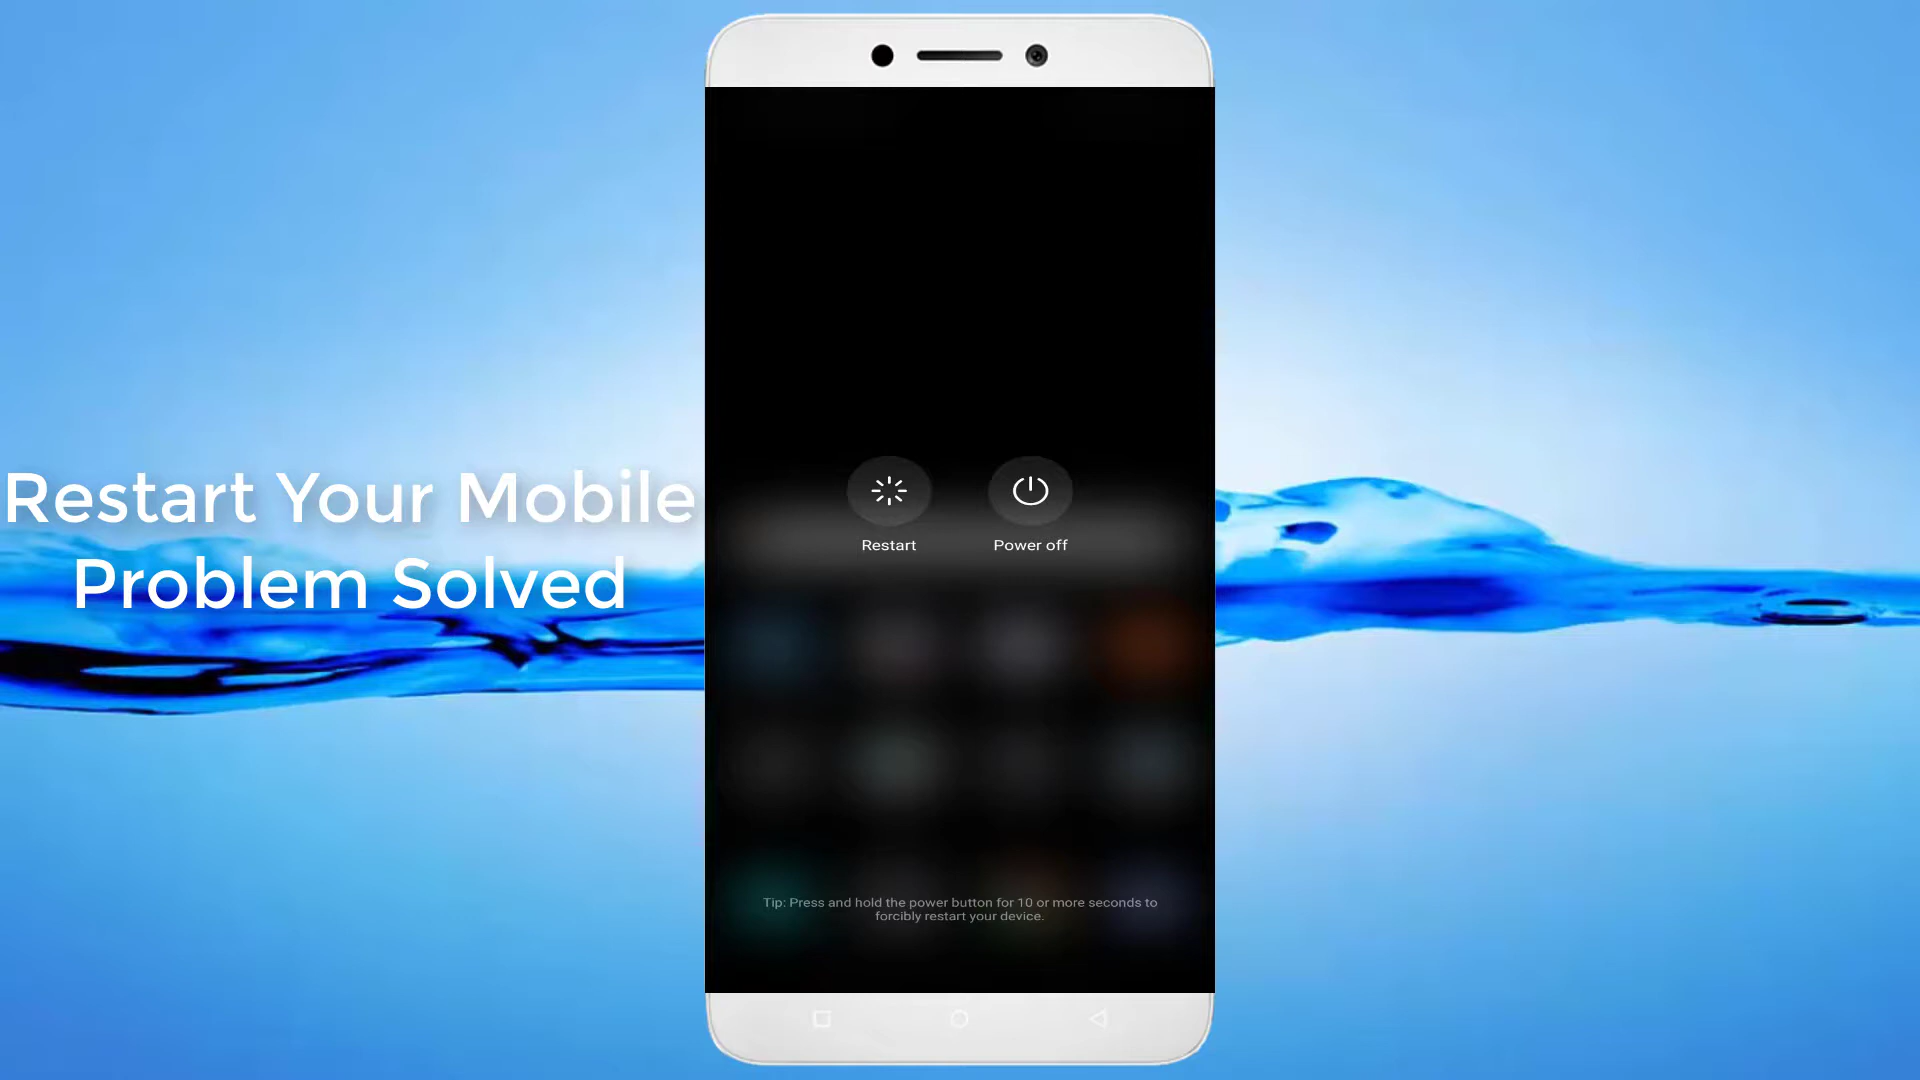 Restart Your Mobile
Problem Solved
Restart
Power off
Tip: Press and hold the power button for 10 or more seconds to
forcibly restart your device.